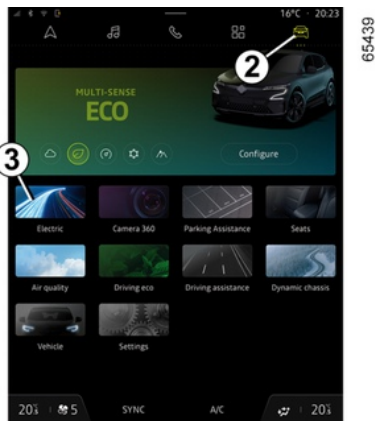 16°C · 20:23
2
65439
MULTI-SENSE
ECO
Configure
3
Electric
Camera 360
Parking Assistance
Seats
Air quality
Driving eco
Driving assistance
Dynamic chassis
Vehicle
Settings
5
SYNC
A/C